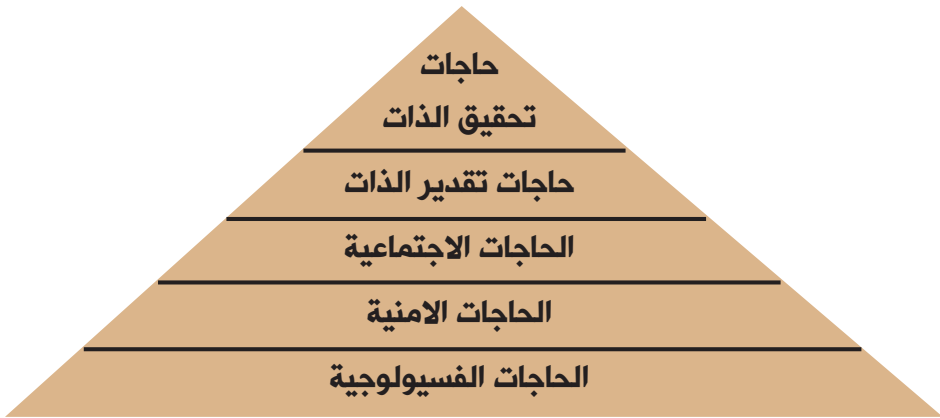 حاجات
تحقيق الذات
حاجات تقدير الذات
الحاجات الاجتماعية
الحاجات الامنية
الحاجات الفسيولوجية